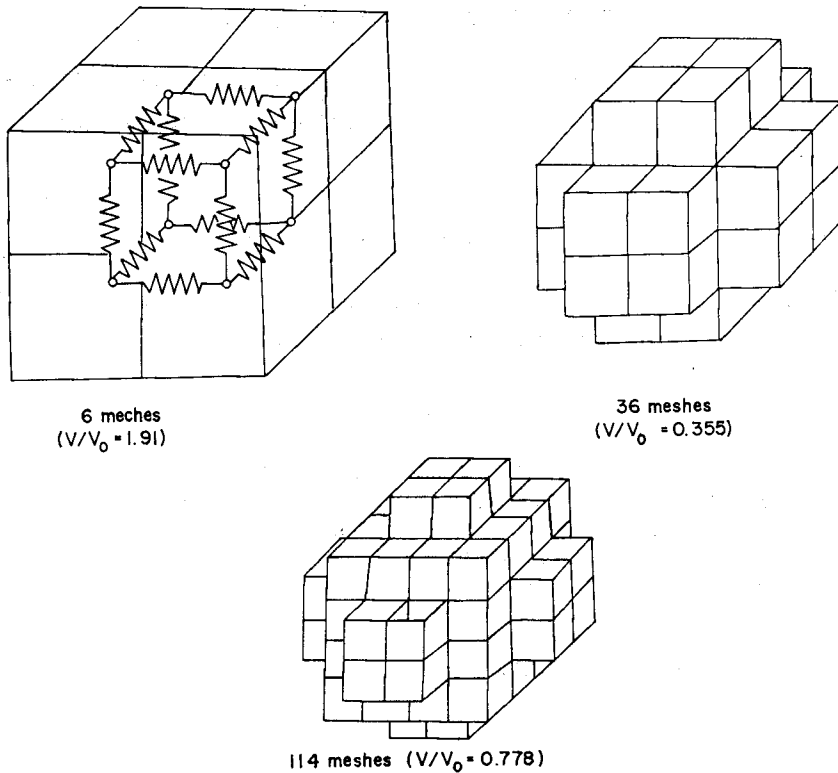 6 meches
(V/V₀ = 1.91)
36 meshes
(V/V₀ = 0.355)
114 meshes (V/V₀ = 0.778)